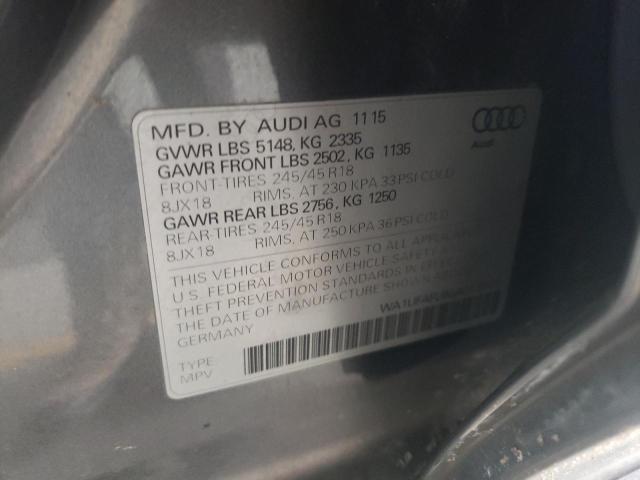 MFD. BY AUDI AG 11 15
GVWR LBS 5148, KG 2335
GAWR FRONT LBS 2502, KG 1135
FRONT-TIRES 245/45 R18
8JX18 RIMS, AT 230 KPA 33 PSI COLD
GAWR REAR LBS 2756, KG 1250
REAR-TIRES 245/45 R18
8JX18 RIMS, AT 250 KPA 36 PSI COLD
THIS VEHICLE CONFORMS TO ALL
U.S. FEDERAL MOTOR VEHICLE SAFETY
THEFT PREVENTION STANDARDS IN
THE DATE OF MANUFACTURE SHOWN
GERMANY
TYPE:
MPV
Audi